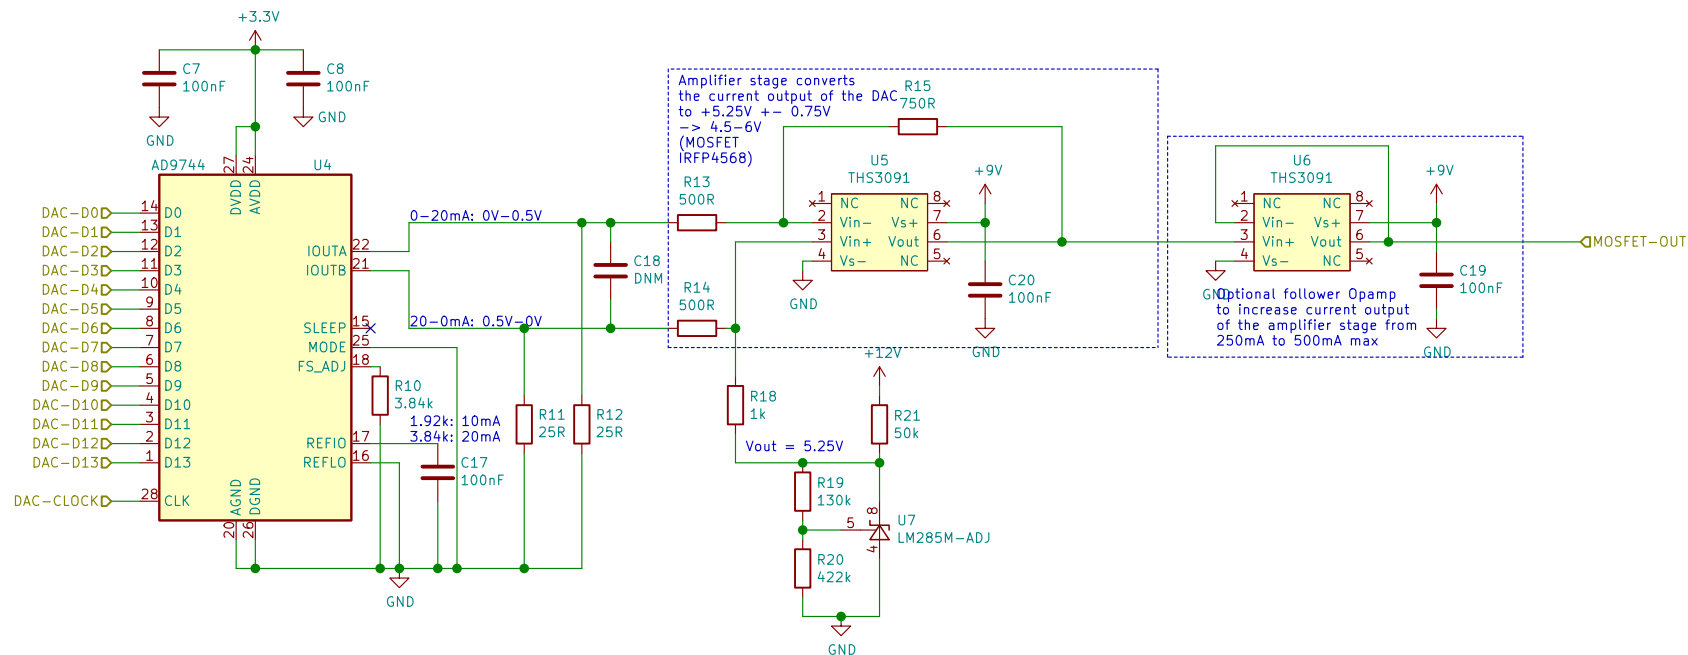 +3.3V
C7
100nF
C8
100nF
GND
GND
AD9744
U4
27
24
DVDD
AVDD
DAC-D0
14
D0
DAC-D1
13
D1
DAC-D2
12
D2
DAC-D3
11
D3
DAC-D4
10
D4
DAC-D5
9
D5
DAC-D6
8
D6
DAC-D7
7
D7
DAC-D8
6
D8
DAC-D9
5
D9
DAC-D10
4
D10
DAC-D11
3
D11
DAC-D12
2
D12
DAC-D13
1
D13
DAC-CLOCK
28
CLK
IOUTA
22
IOUTB
21
SLEEP
15
MODE
25
FS_ADJ
18
REFIO
17
REFLO
16
AGND
DGND
20
26
0-20mA: 0V-0.5V
20-0mA: 0.5V-0V
R10
3.84k
1.92k: 10mA
3.84k: 20mA
C17
100nF
R11
25R
R12
25R
GND
C18
DNM
Amplifier stage converts
the current output of the DAC
to +5.25V +- 0.75V
-> 4.5-6V
(MOSFET
IRFP4568)
R15
750R
R13
500R
R14
500R
U5
THS3091
1
NC
2
Vin-
3
Vin+
4
Vs-
NC
8
Vs+
7
Vout
6
NC
5
GND
+9V
C20
100nF
GND
R18
1k
+12V
R21
50k
Vout = 5.25V
R19
130k
R20
422k
5
8
4
U7
LM285M-ADJ
GND
U6
THS3091
1
NC
2
Vin-
3
Vin+
4
Vs-
NC
8
Vs+
7
Vout
6
NC
5
GND
+9V
C19
100nF
GND
Optional follower Opamp
to increase current output
of the amplifier stage from
250mA to 500mA max
MOSFET-OUT